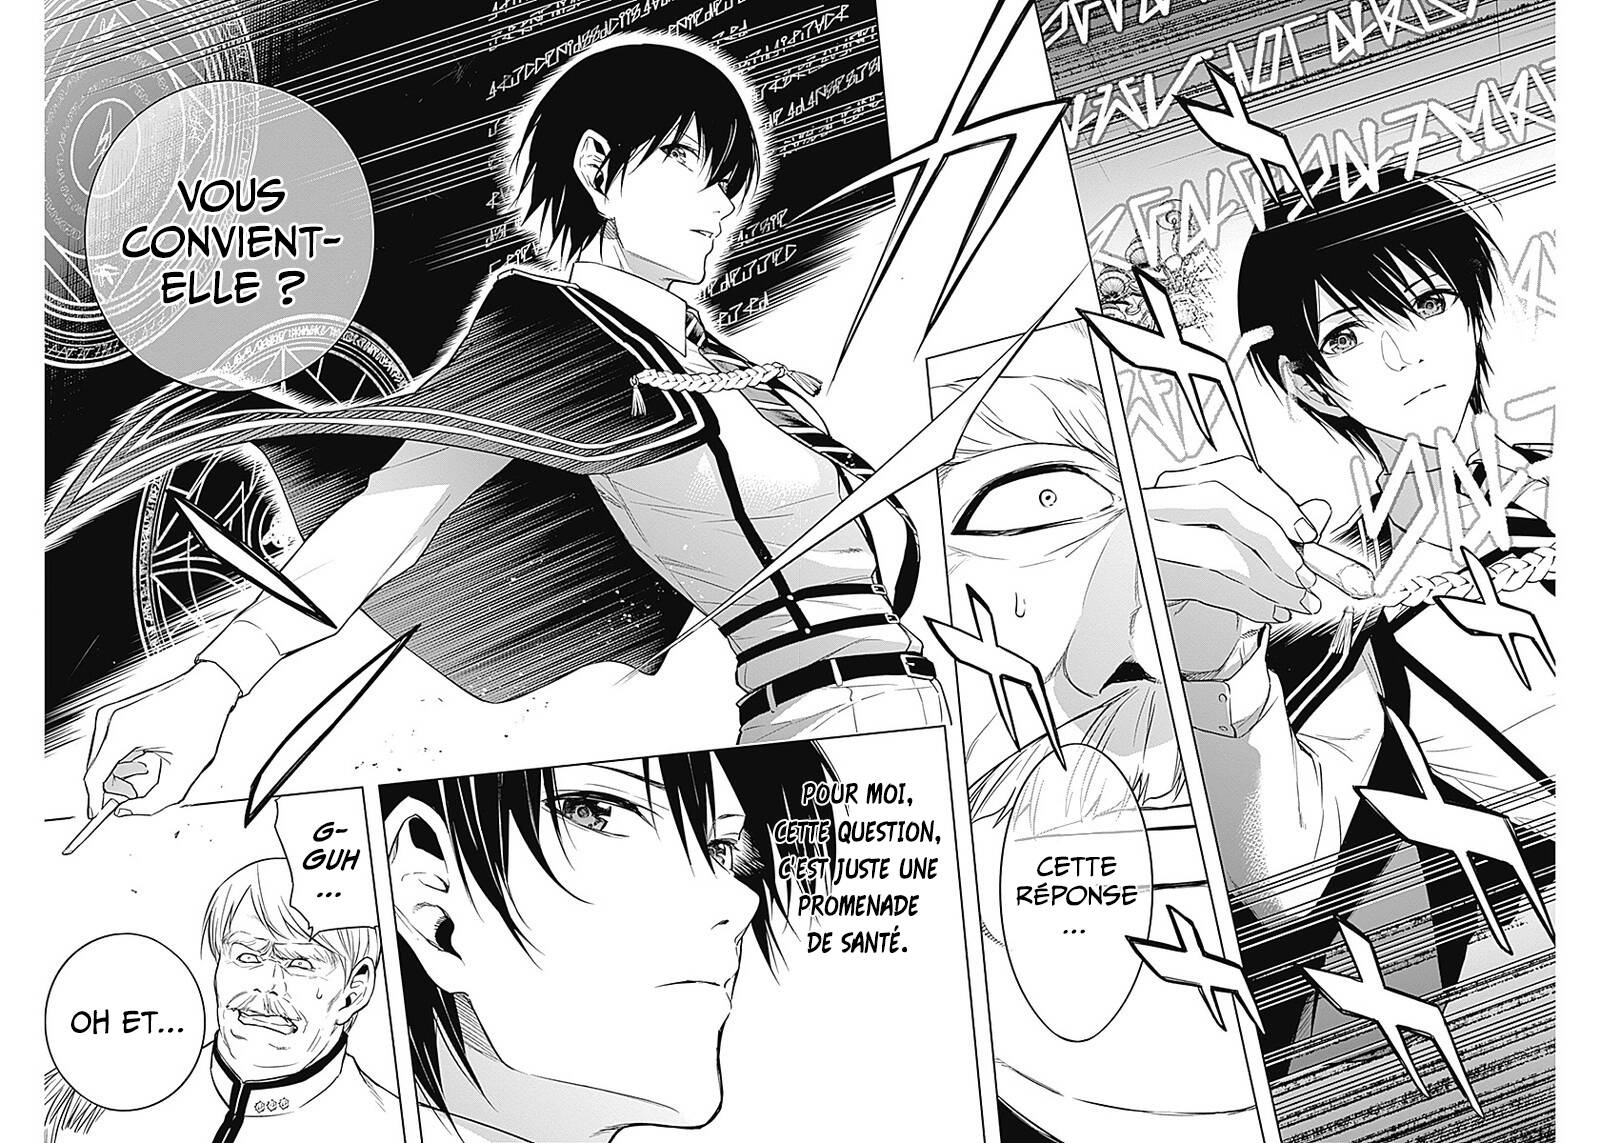 CETTE
RÉPONSE
...
VOUS
CONVIENT-
ELLE ?
POUR MOI,
CETTE QUESTION,
C'EST JUSTE UNE
PROMENADE
DE SANTÉ.
G-
GUH
...
OH ET...